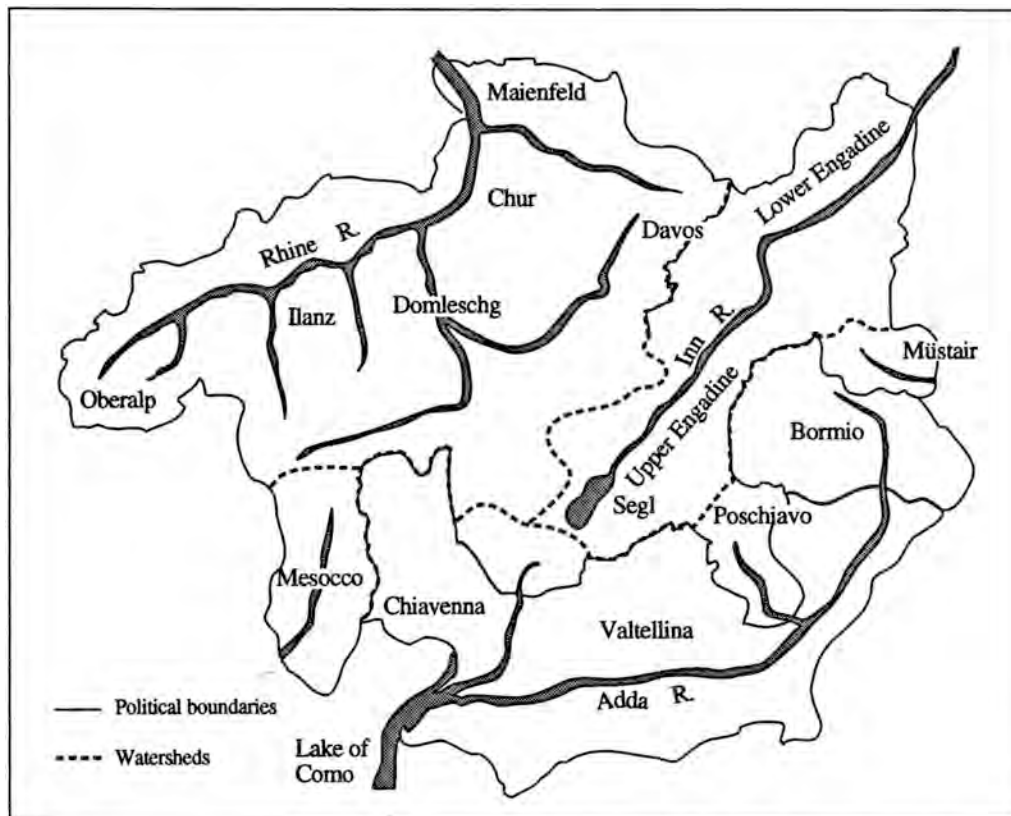 Maienfeld
Lower Engadine
Chur
Davos
Rhine R.
Domleschg
Ilanz
Inn R.
Müstair
Oberalp
Upper Engadine
Bormio
Segl
Poschiavo
Mesocco
Chiavenna
Valtellina
Adda R.
Political boundaries
Watersheds
Lake of
Como